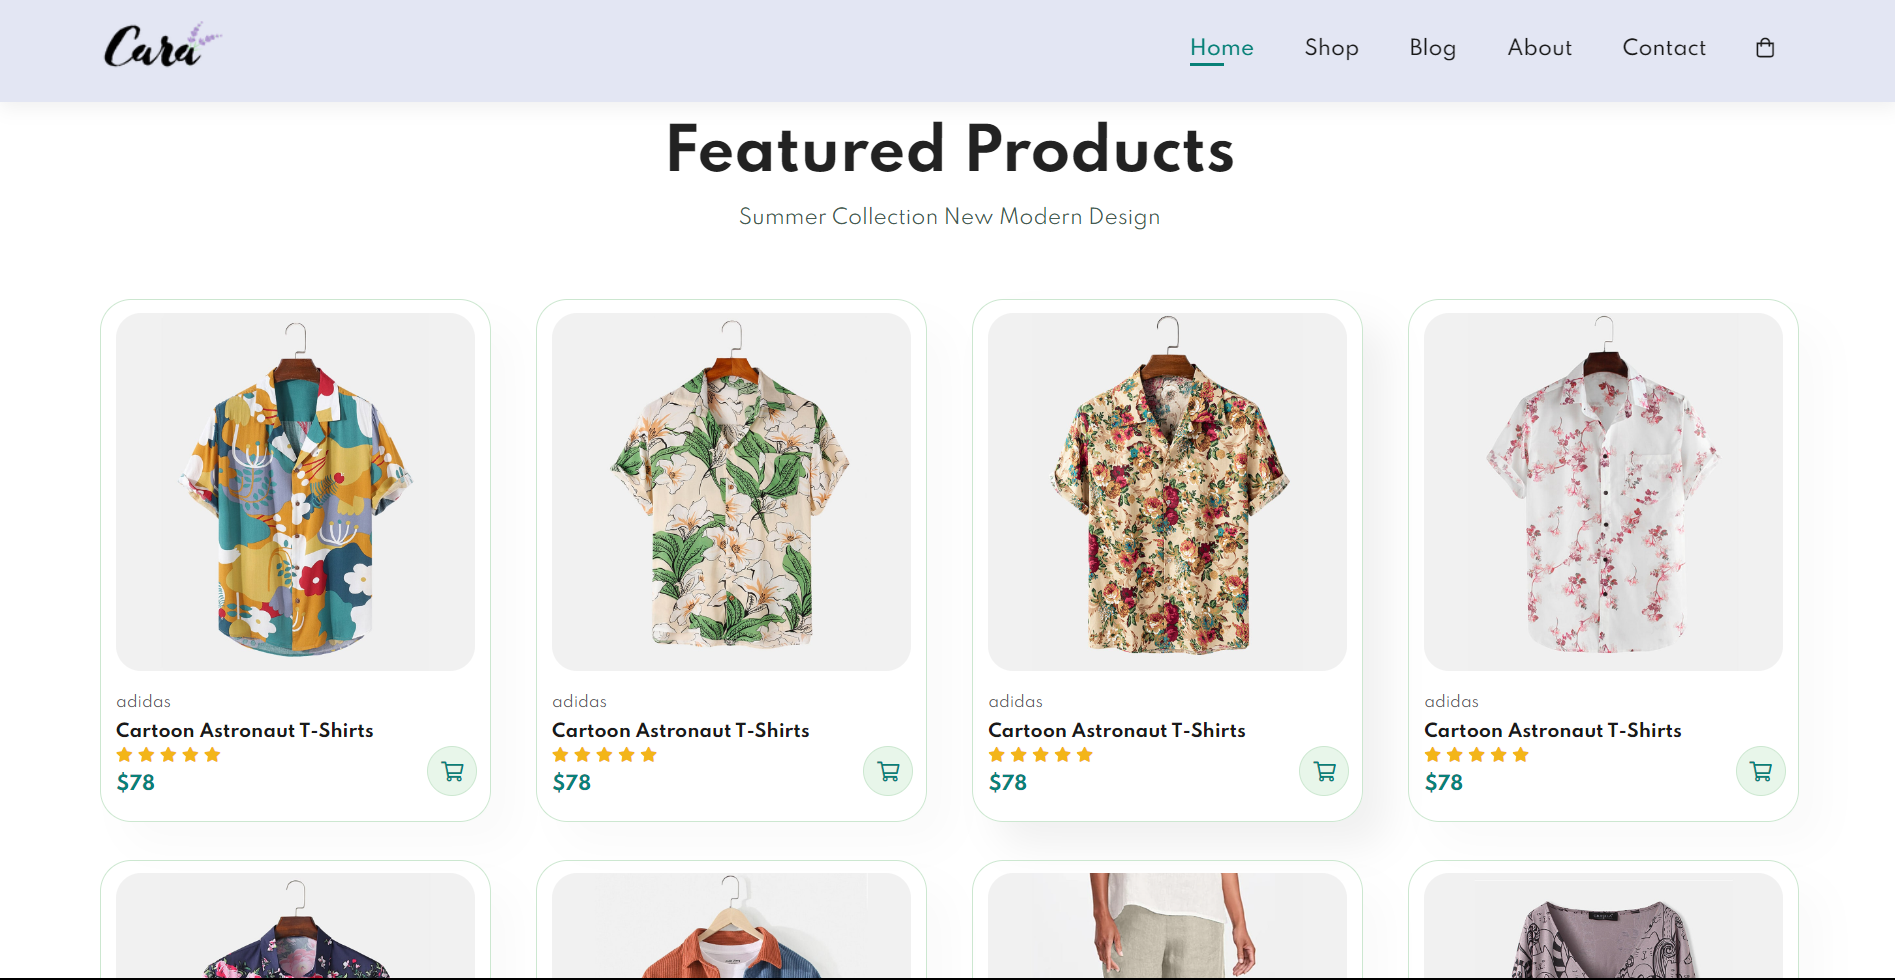 Cara
Home Shop Blog About Contact
Featured Products
Summer Collection New Modern Design
adidas
Cartoon Astronaut T-Shirts
$78
adidas
Cartoon Astronaut T-Shirts
$78
adidas
Cartoon Astronaut T-Shirts
$78
adidas
Cartoon Astronaut T-Shirts
$78